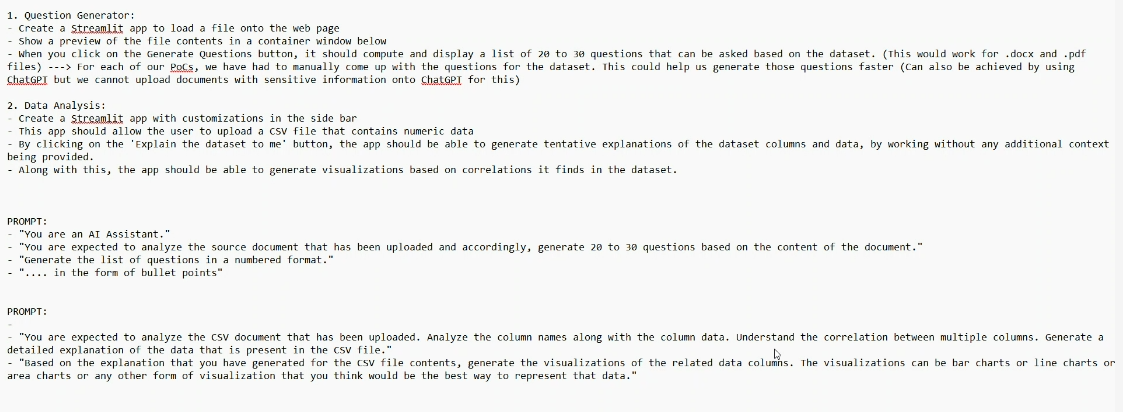 1. Question Generator:
- Create a Streamlit app to load a file onto the web page
- Show a preview of the file contents in a container window below
- When you click on the Generate Questions button, it should compute and display a list of 20 to 30 questions that can be asked based on the dataset. (This would work for .docx and .pdf
files) ---> For each of our PoCs, we have had to manually come up with the questions for the dataset. This could help us generate those questions faster (Can also be achieved by using
ChatGPT but we cannot upload documents with sensitive information onto ChatGPT for this)
2. Data Analysis:
- Create a Streamlit app with customizations in the side bar
- This app should allow the user to upload a CSV file that contains numeric data
- By clicking on the 'Explain the dataset to me' button, the app should be able to generate tentative explanations of the dataset columns and data, by working without any additional context
being provided.
- Along with this, the app should be able to generate visualizations based on correlations it finds in the dataset.
PROMPT:
- "You are an AI Assistant."
- "You are expected to analyze the source document that has been uploaded and accordingly, generate 20 to 30 questions based on the content of the document."
- "Generate the list of questions in a numbered format."
- ".... in the form of bullet points"
PROMPT:
-
- "You are expected to analyze the CSV document that has been uploaded. Analyze the column names along with the column data. Understand the correlation between multiple columns. Generate a
detailed explanation of the data that is present in the CSV file."
- "Based on the explanation that you have generated for the CSV file contents, generate the visualizations of the related data columns. The visualizations can be bar charts or line charts or
area charts or any other form of visualization that you think would be the best way to represent that data."